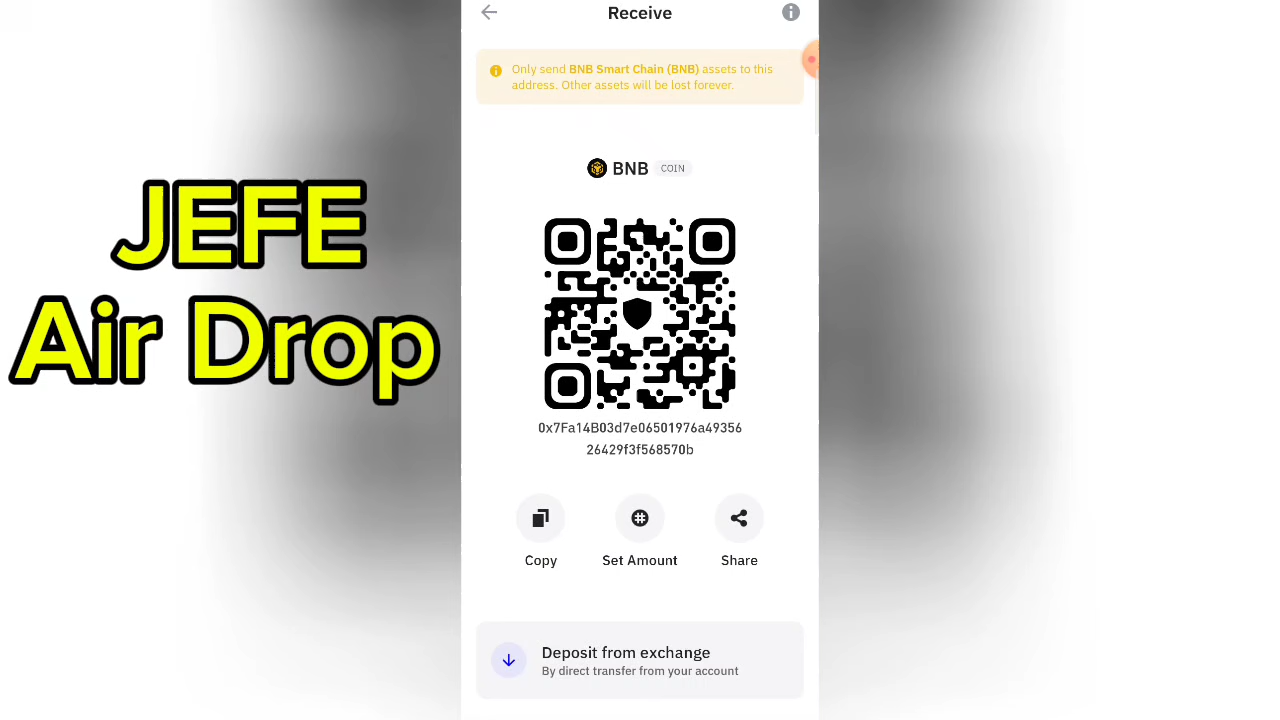 JEFE
Air Drop
Receive
Only send BNB Smart Chain (BNB) assets to this
address. Other assets will be lost forever.
BNB COIN
0x7Fa14B03d7e06501976a49356
26429f3f568570b
Copy Set Amount Share
Deposit from exchange
By direct transfer from your account